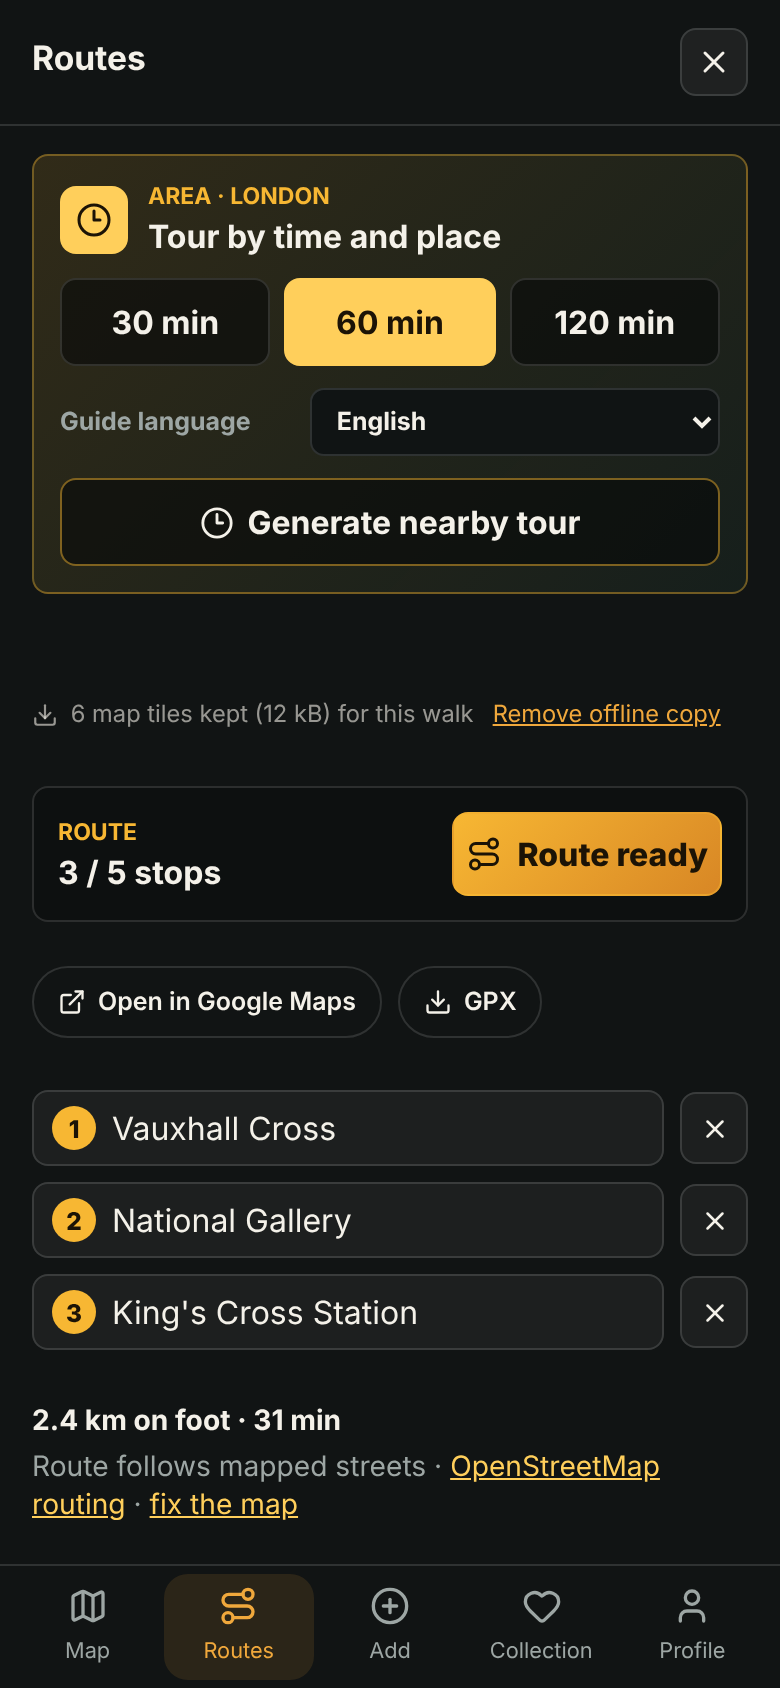 Routes
AREA · LONDON
Tour by time and place
30 min
60 min
120 min
Guide language
English
Generate nearby tour
6 map tiles kept (12 kB) for this walk Remove offline copy
ROUTE
3 / 5 stops
Route ready
Open in Google Maps
GPX
1 Vauxhall Cross
2 National Gallery
3 King's Cross Station
2.4 km on foot · 31 min
Route follows mapped streets · OpenStreetMap
routing · fix the map
Map
Routes
Add
Collection
Profile